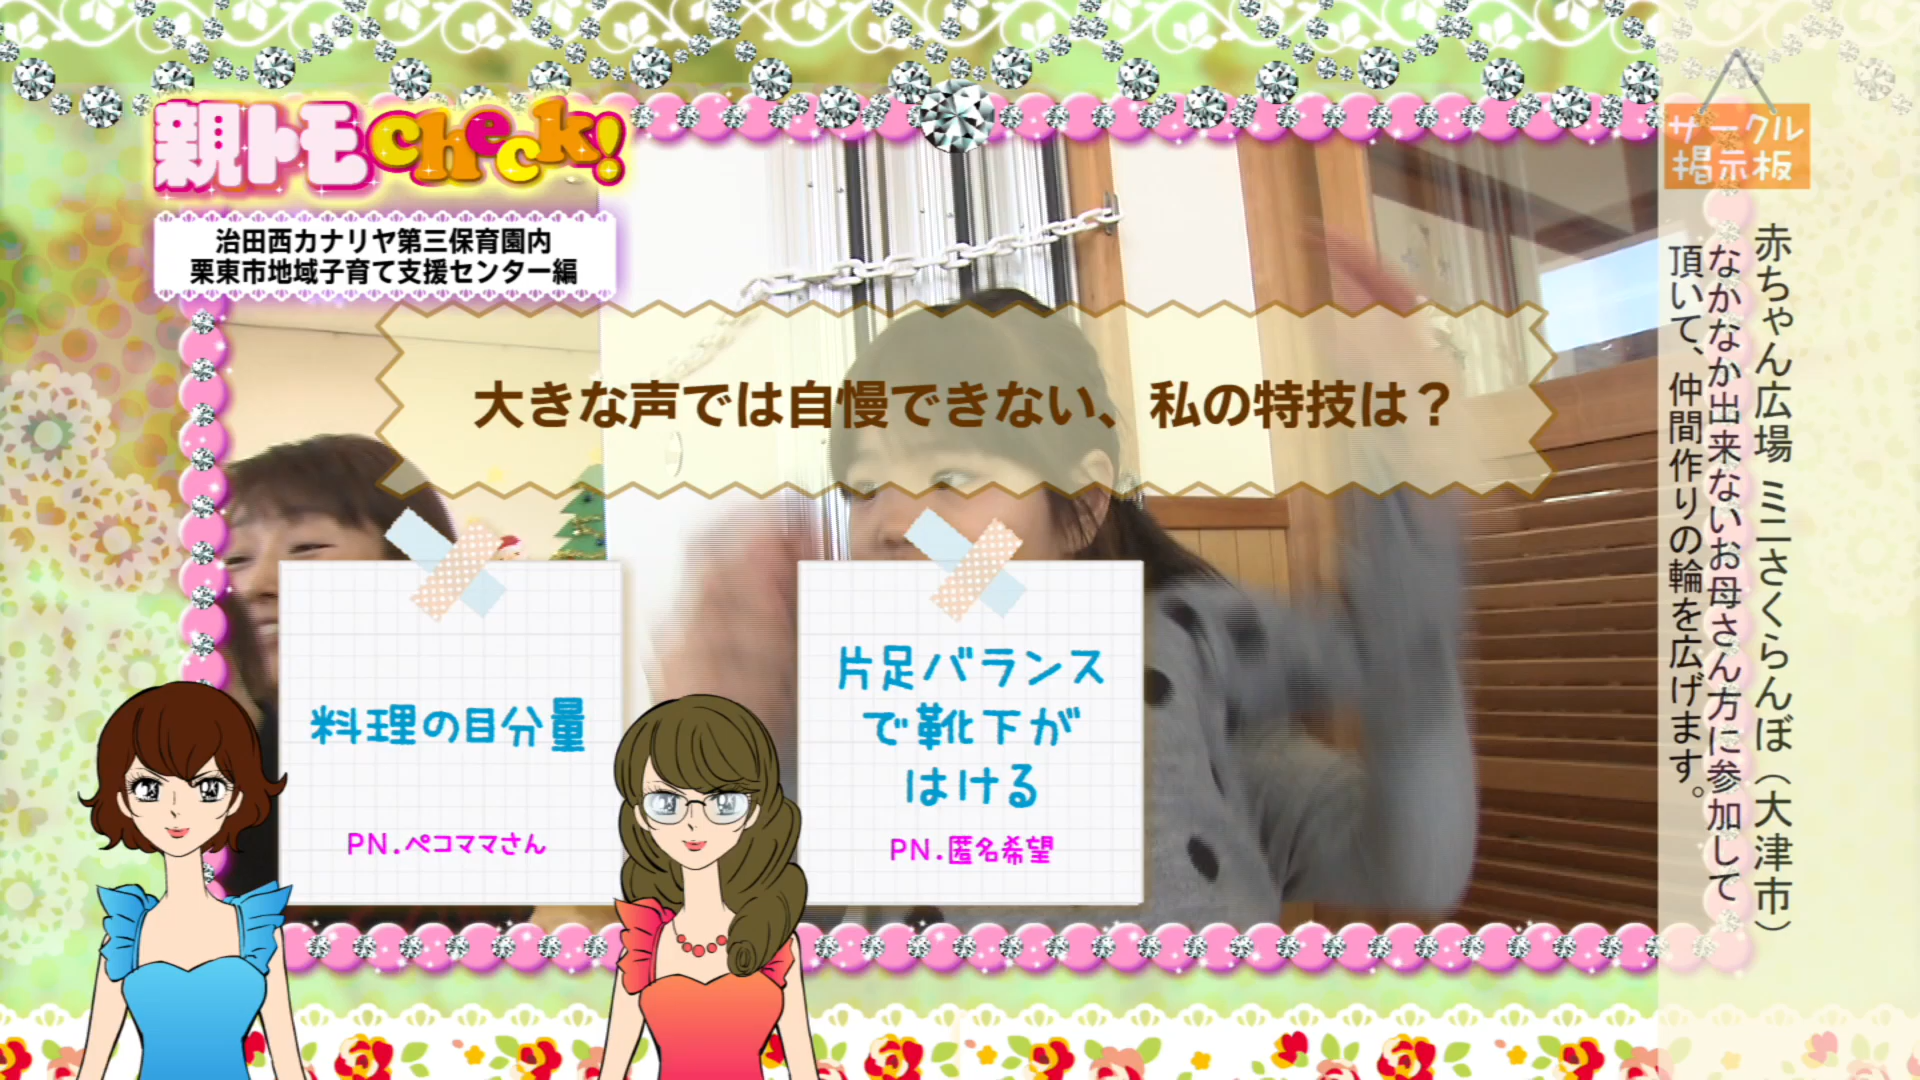 親トモcheck!
治田西カナリヤ第三保育園内
栗東市地域子育て支援センター編
大きな声では自慢できない、私の特技は？
料理の目分量
PN.ペコママさん
片足バランス
で靴下が
はける
PN.匿名希望
サークル
掲示板
赤ちゃん広場 ミニさくらんぼ（大津市）
なかなか出来ないお母さん方に参加して
頂いて、仲間作りの輪を広げます。